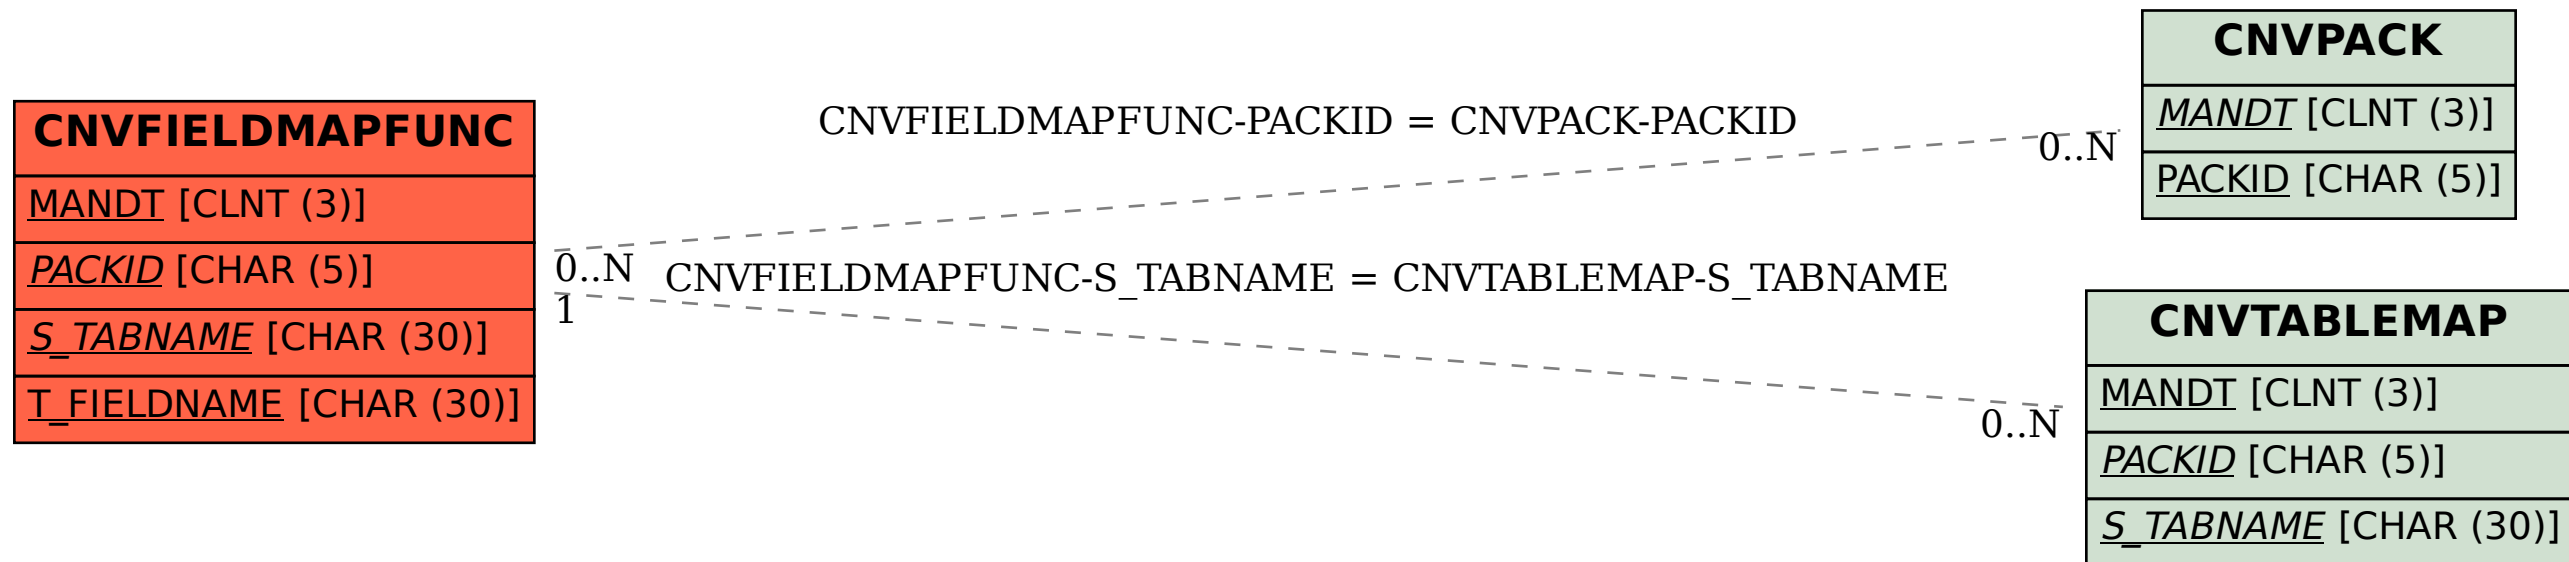 CNVFIELDMAPFUNC
MANDT [CLNT (3)]
PACKID [CHAR (5)]
S_TABNAME [CHAR (30)]
T_FIELDNAME [CHAR (30)]
CNVFIELDMAPFUNC-PACKID = CNVPACK-PACKID
0..N
0..N
CNVFIELDMAPFUNC-S_TABNAME = CNVTABLEMAP-S_TABNAME
1
0..N
CNVPACK
MANDT [CLNT (3)]
PACKID [CHAR (5)]
CNVTABLEMAP
MANDT [CLNT (3)]
PACKID [CHAR (5)]
S_TABNAME [CHAR (30)]